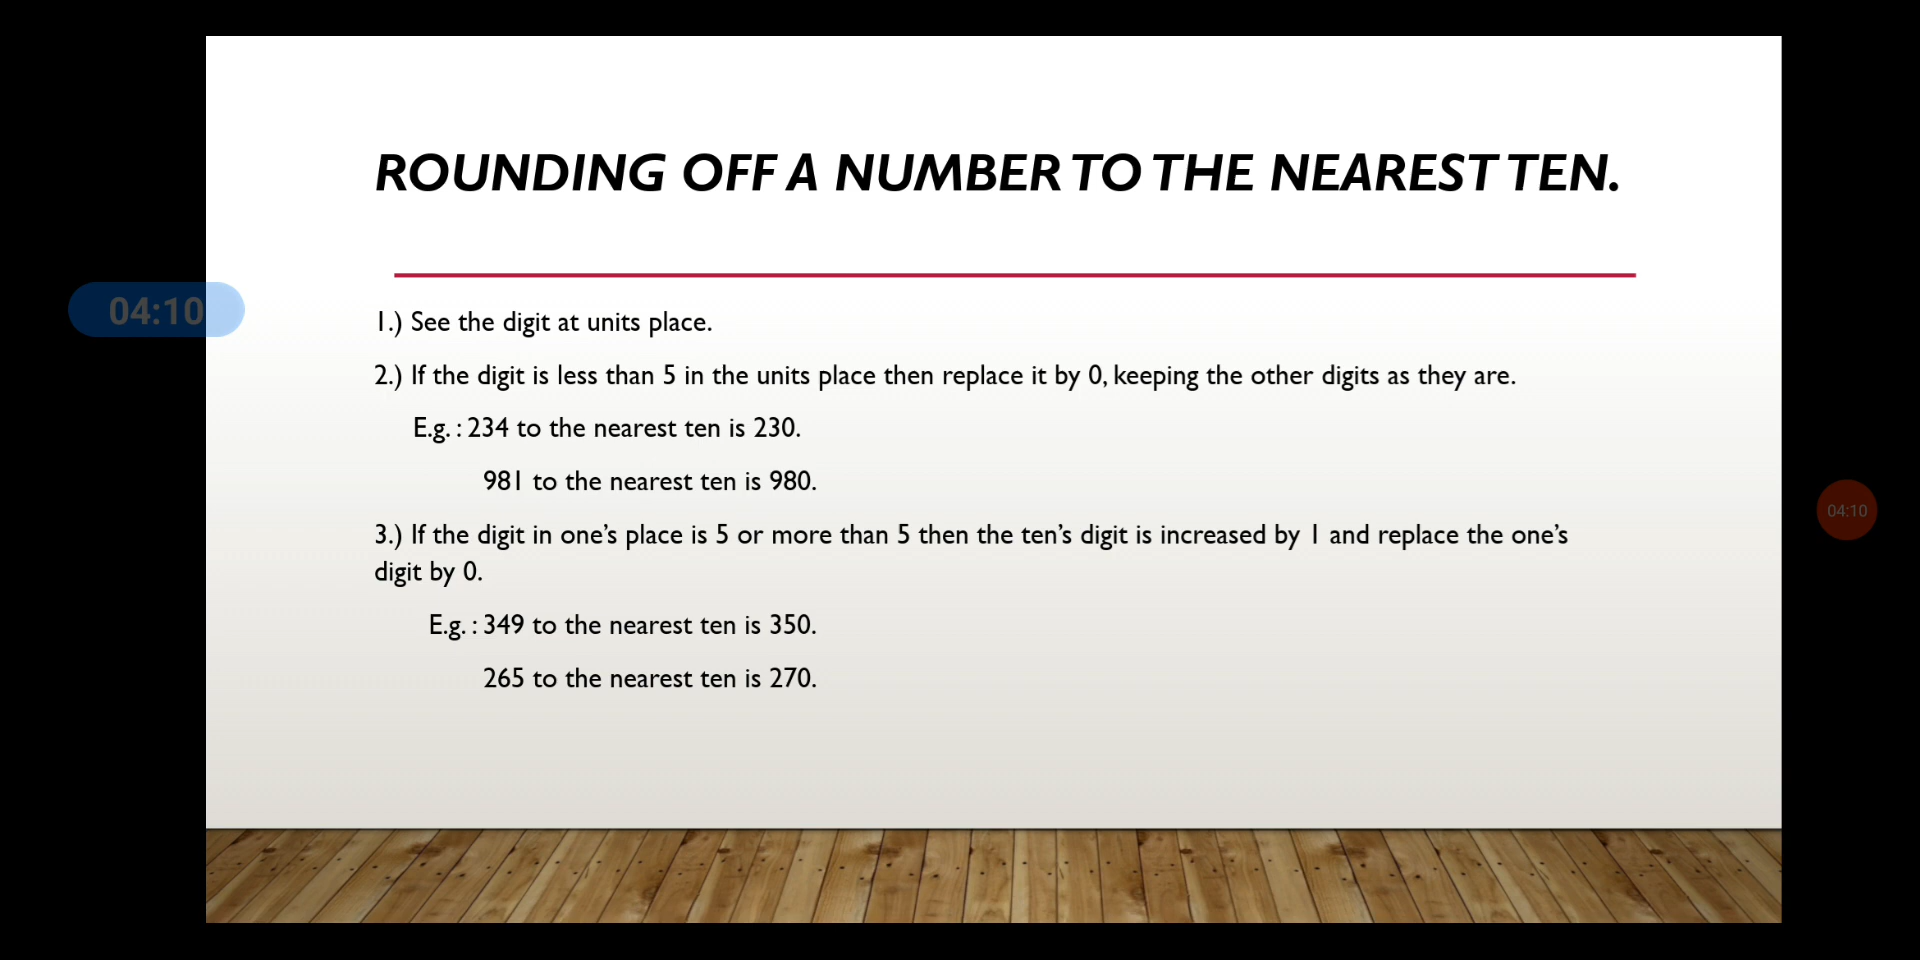 ROUNDING OFF A NUMBER TO THE NEAREST TEN.
04:10
1.) See the digit at units place.
2.) If the digit is less than 5 in the units place then replace it by 0, keeping the other digits as they are.
E.g. : 234 to the nearest ten is 230.
981 to the nearest ten is 980.
04:10
3.) If the digit in one’s place is 5 or more than 5 then the ten’s digit is increased by 1 and replace the one’s
digit by 0.
E.g. : 349 to the nearest ten is 350.
265 to the nearest ten is 270.